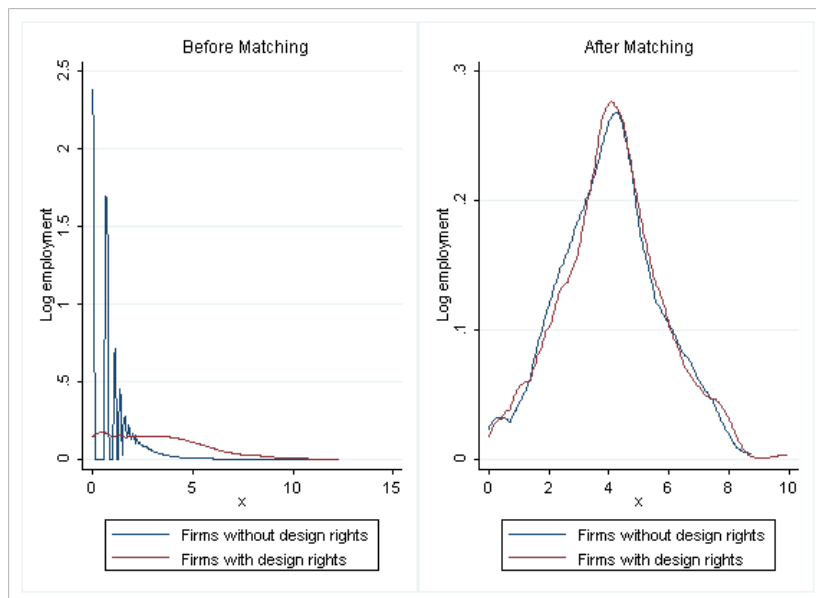 Before Matching
Log employment
2.5
2
1.5
1
.5
0
0 5 10 15
x
Firms without design rights
Firms with design rights
After Matching
Log employment
.3
.2
.1
0
0 2 4 6 8 10
x
Firms without design rights
Firms with design rights